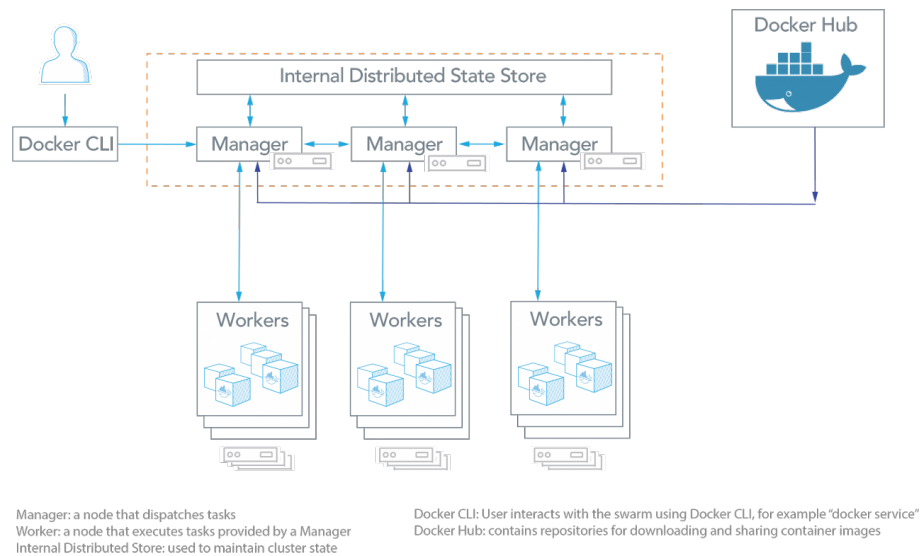 Docker Hub
Internal Distributed State Store
Docker CLI
Manager
Manager
Manager
Workers
Workers
Workers
Manager: a node that dispatches tasks
Worker: a node that executes tasks provided by a Manager
Internal Distributed Store: used to maintain cluster state
Docker CLI: User interacts with the swarm using Docker CLI, for example “docker service”
Docker Hub: contains repositories for downloading and sharing container images